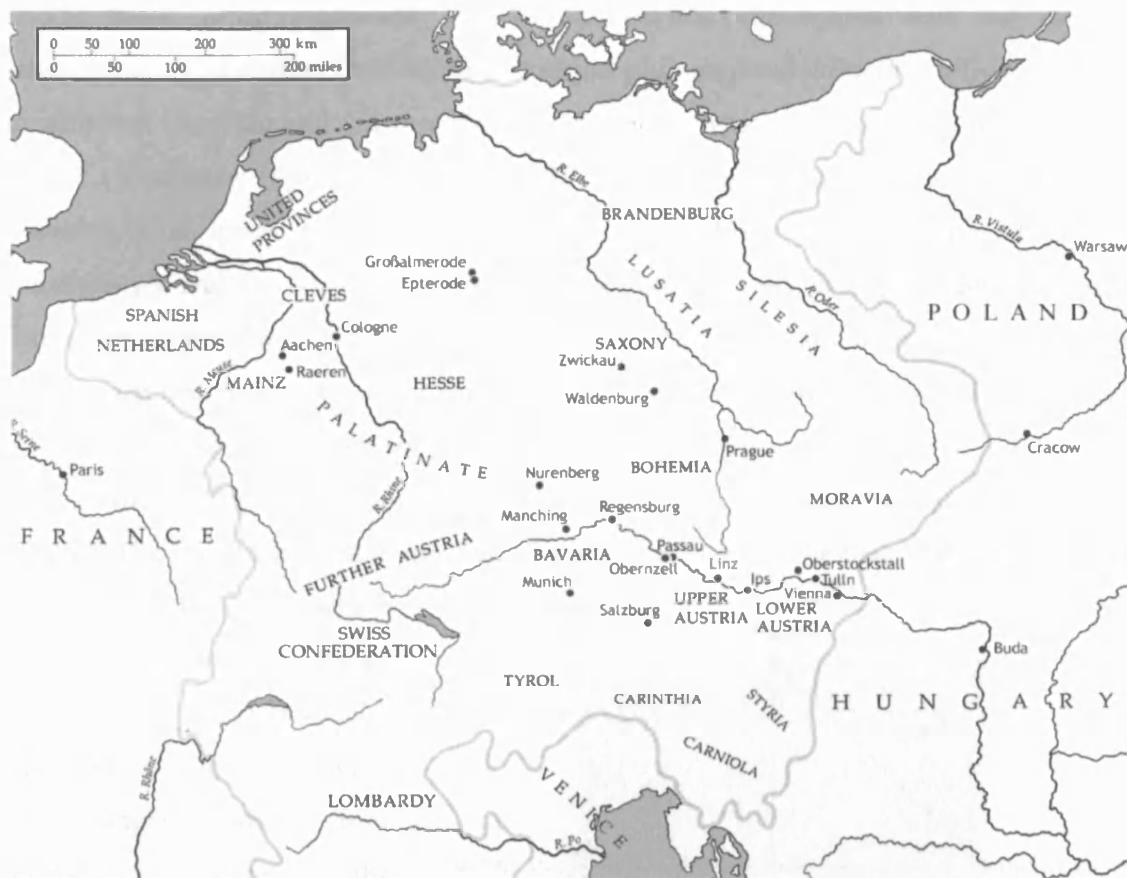 0 50 100 200 300 km
0 50 100 200 miles
R. Elbe
UNITED
PROVINCES
BRANDENBURG
R. Vistula
Warsaw
Großalmerode
Epterode
LUSATIA
SILESIA
R. Oder
POLAND
CLEVES
SPANISH
NETHERLANDS
Cologne
Aachen
Raeren
MAINZ
R. Meuse
HESSE
SAXONY
Zwickau
Waldenburg
PALATINATE
R. Seine
Paris
Prague
Cracow
BOHEMIA
Nurenberg
R. Rhine
MORAVIA
Regensburg
Manching
FRANCE
BAVARIA
Passau
Obernzell
Linz
Ips
Oberstockstall
Tulln
Vienna
FURTHER AUSTRIA
Munich
UPPER
AUSTRIA
LOWER
AUSTRIA
Salzburg
SWISS
CONFEDERATION
Buda
TYROL
CARINTHIA
STYRIA
HUNGARY
CARNIOLA
R. Rhône
VENICE
LOMBARDY
R. Po